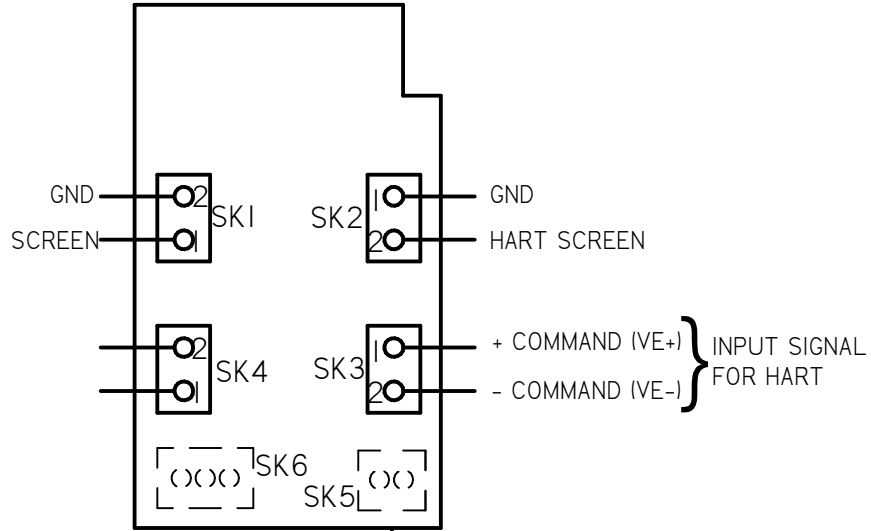 GND
2
SK1
SCREEN
1
1
GND
SK2
2
HART SCREEN
2
SK4
1
1
+ COMMAND (VE+)
SK3
2
- COMMAND (VE-)
INPUT SIGNAL
FOR HART
SK6
SK5